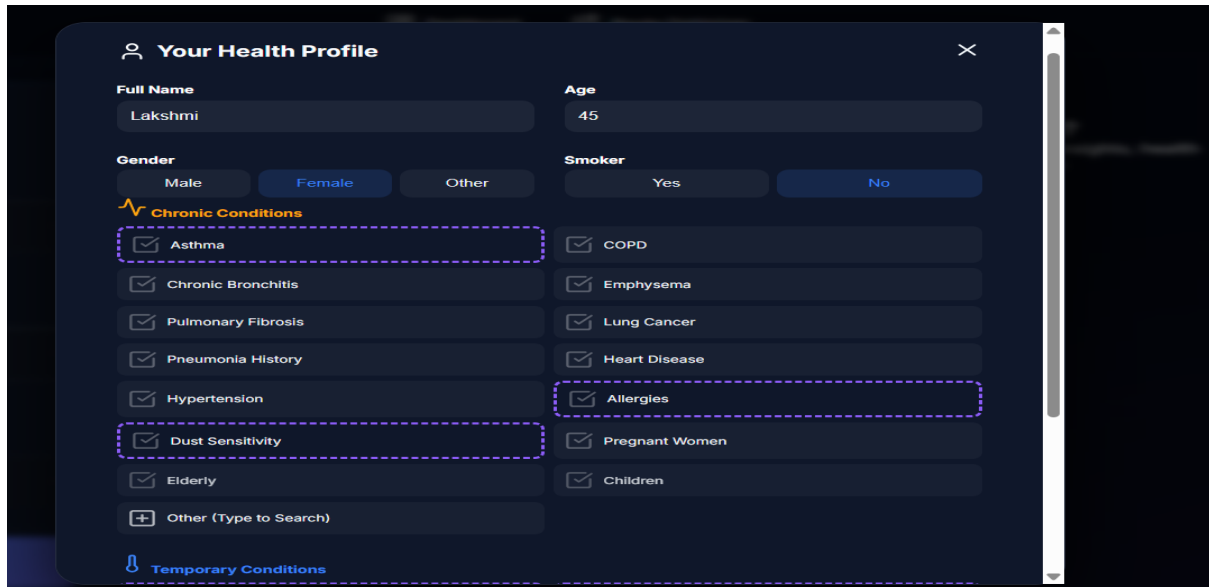 Your Health Profile
Full Name
Age
Lakshmi
45
Gender
Smoker
Male
Female
Other
Yes
No
Chronic Conditions
Asthma
COPD
Chronic Bronchitis
Emphysema
Pulmonary Fibrosis
Lung Cancer
Pneumonia History
Heart Disease
Hypertension
Allergies
Dust Sensitivity
Pregnant Women
Elderly
Children
Other (Type to Search)
Temporary Conditions